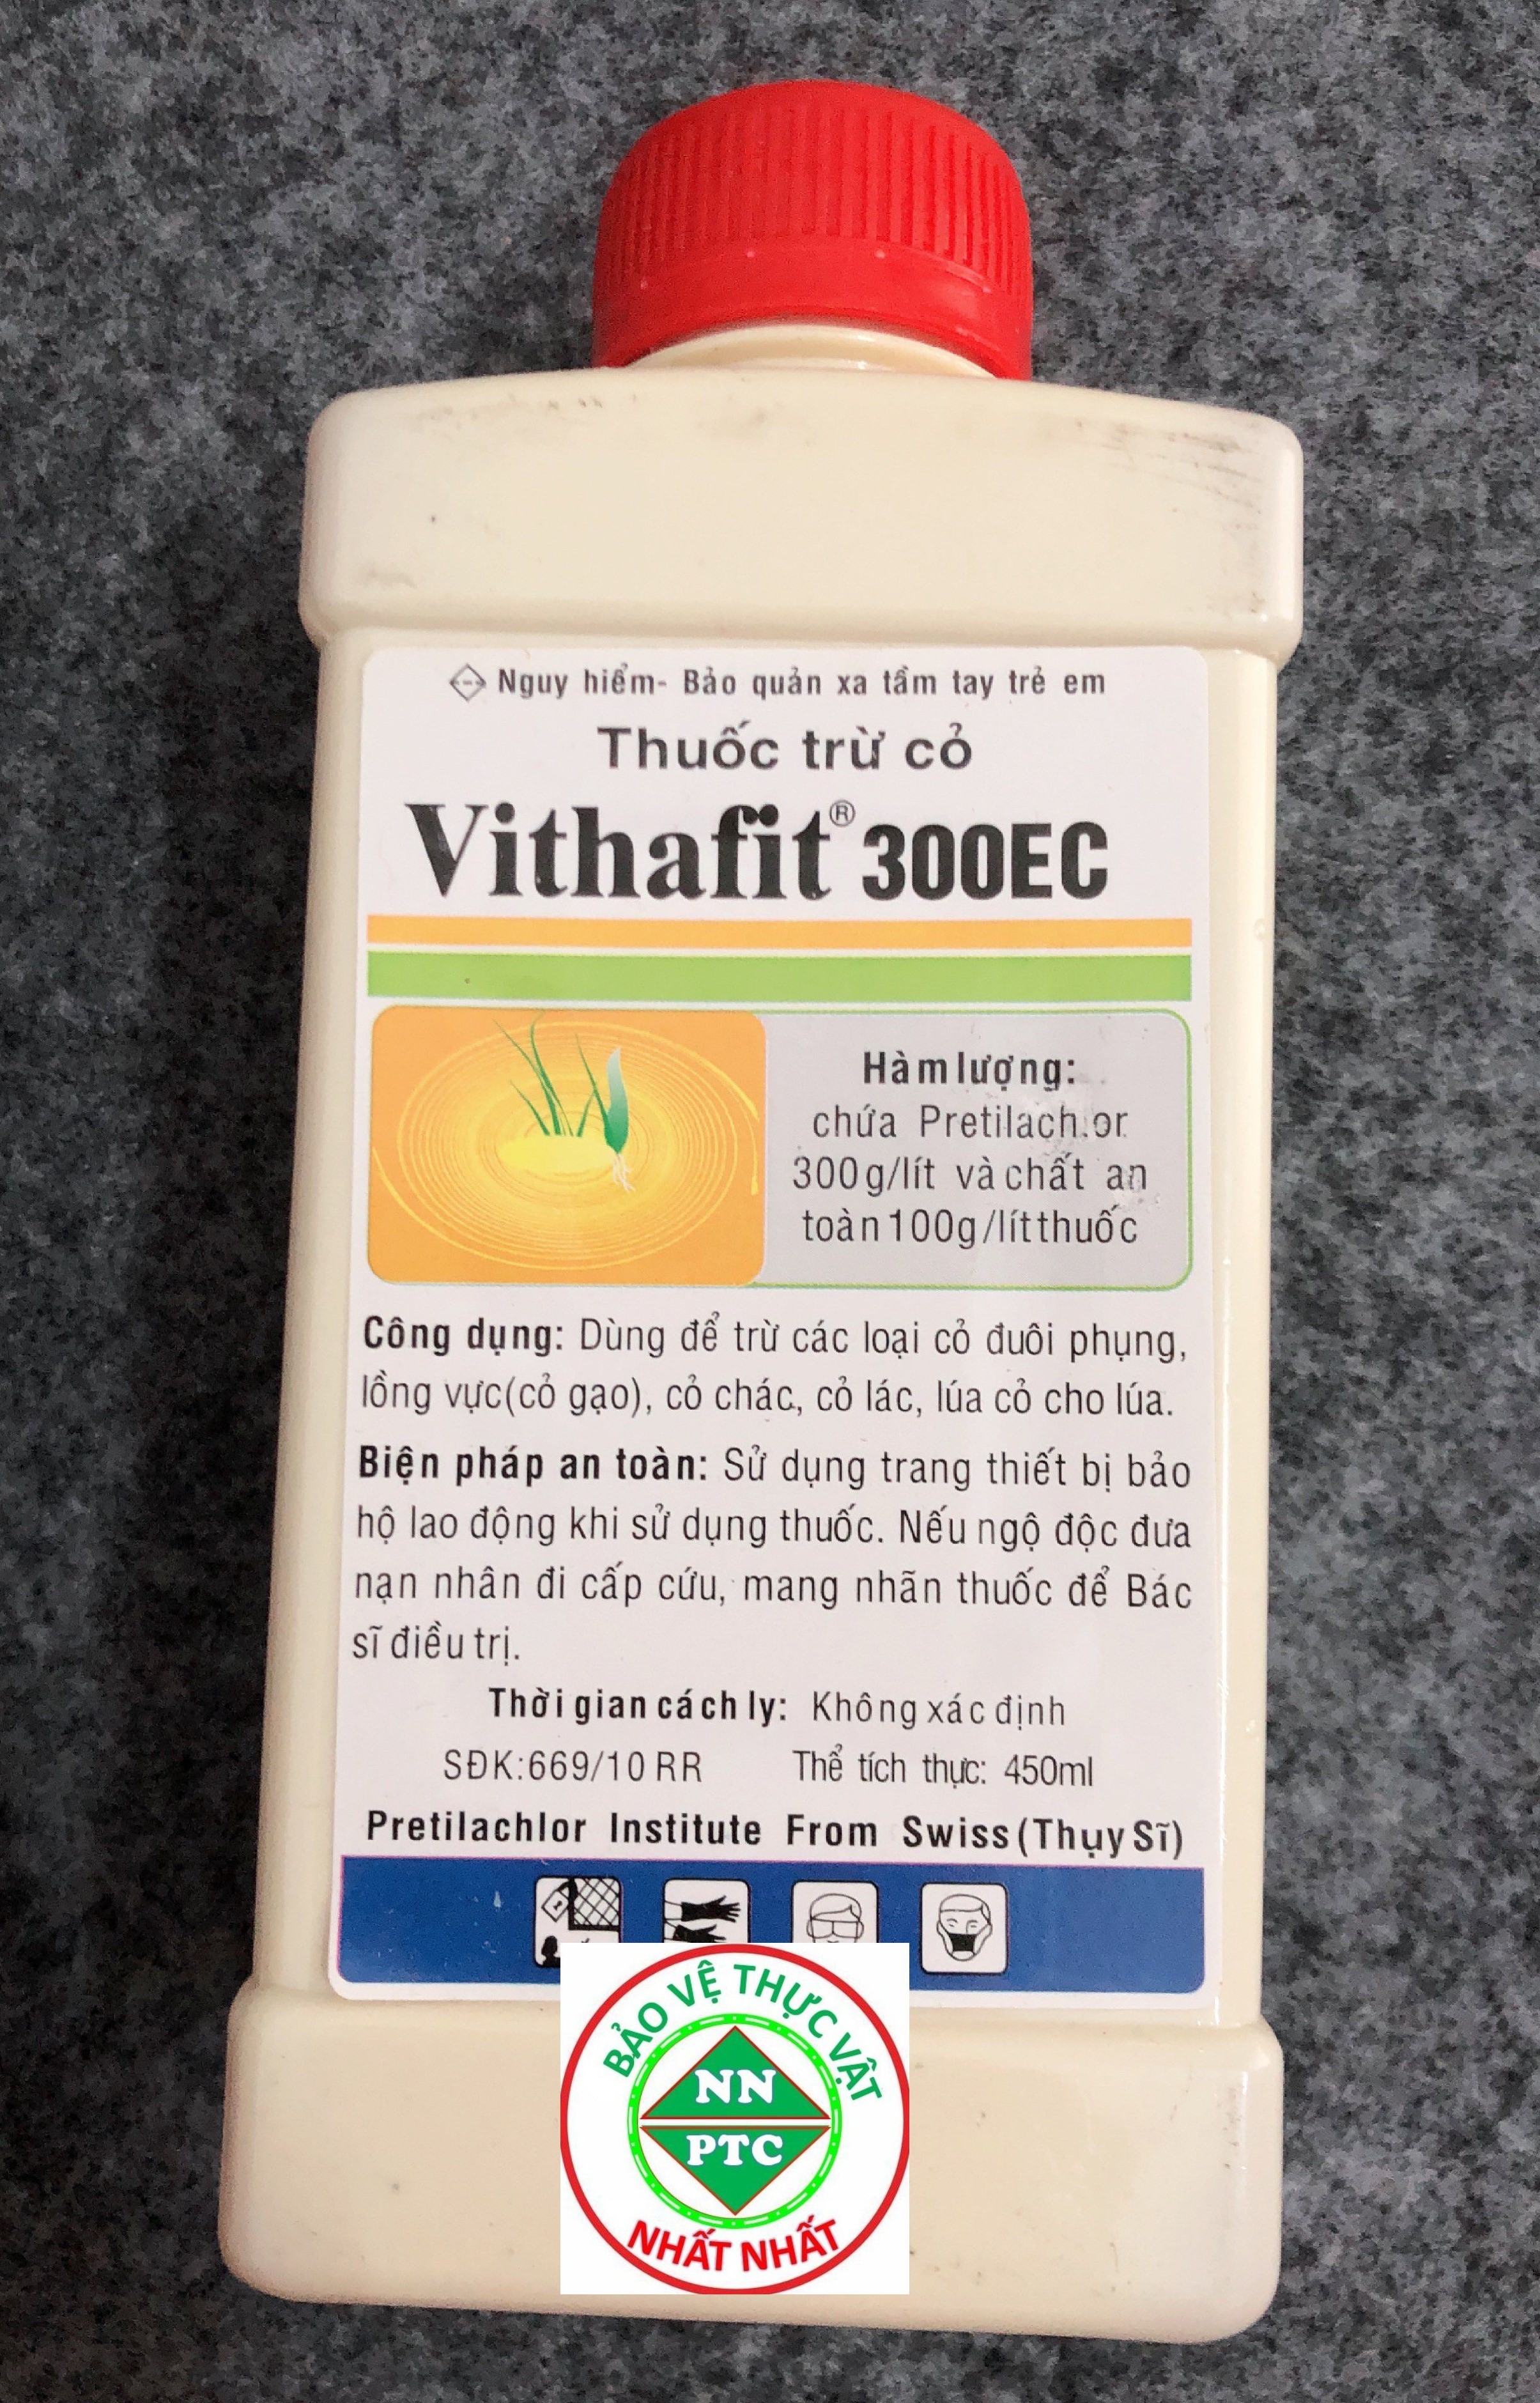 Nguy hiểm- Bảo quản xa tầm tay trẻ em
Thuốc trừ cỏ
Vithafit® 300EC
Hàm lượng:
chứa Pretilach.or
300g/lít và chất an
toàn 100g/lít thuốc
Công dụng: Dùng để trừ các loại cỏ đuôi phụng,
lồng vực(cỏ gạo), cỏ chác, cỏ lác, lúa cỏ cho lúa.
Biện pháp an toàn: Sử dụng trang thiết bị bảo
hộ lao động khi sử dụng thuốc. Nếu ngộ độc đưa
nạn nhân đi cấp cứu, mang nhãn thuốc để Bác
sĩ điều trị.
Thời gian cách ly: Không xác định
SĐK:669/10 RR Thể tích thực: 450ml
Pretilachlor Institute From Swiss (Thụy Sĩ)
BẢO VỆ THỰC VẬT
NN
PTC
NHẤT NHẤT